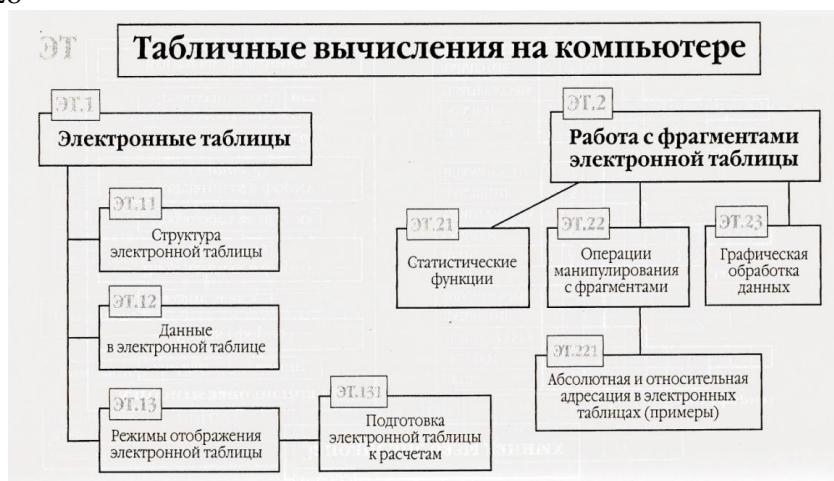 ЭТ
Табличные вычисления на компьютере
ЭТ.1
Электронные таблицы
ЭТ.11
Структура
электронной таблицы
ЭТ.12
Данные
в электронной таблице
ЭТ.13
Режимы отображения
электронной таблицы
ЭТ.131
Подготовка
электронной таблицы
к расчетам
ЭТ.2
Работа с фрагментами
электронной таблицы
ЭТ.21
Статистические
функции
ЭТ.22
Операции
манипулирования
с фрагментами
ЭТ.221
Абсолютная и относительная
адресация в электронных
таблицах (примеры)
ЭТ.23
Графическая
обработка
данных